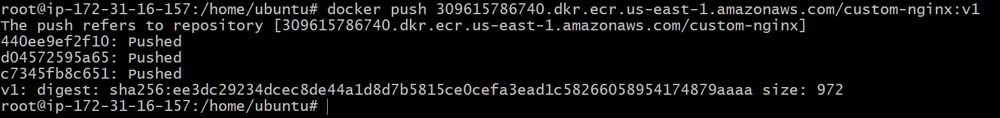 root@ip-172-31-16-157:/home/ubuntu# docker push 309615786740.dkr.ecr.us-east-1.amazonaws.com/custom-nginx:v1
The push refers to repository [309615786740.dkr.ecr.us-east-1.amazonaws.com/custom-nginx]
440ee9ef2f10: Pushed
d04572595a65: Pushed
c7345fb8c651: Pushed
v1: digest: sha256:ee3dc29234dcec8de44a1d8d7b5815ce0cefa3ead1c58266058954174879aaaa size: 972
root@ip-172-31-16-157:/home/ubuntu#